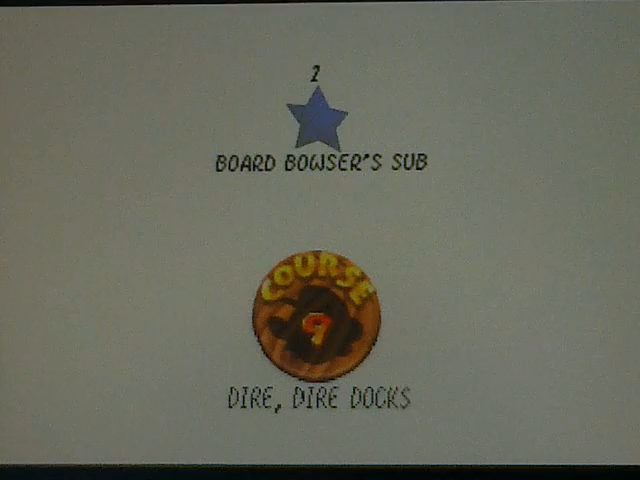 2
BOARD BOWSER'S SUB
COURSE
9
DIRE, DIRE DOCKS